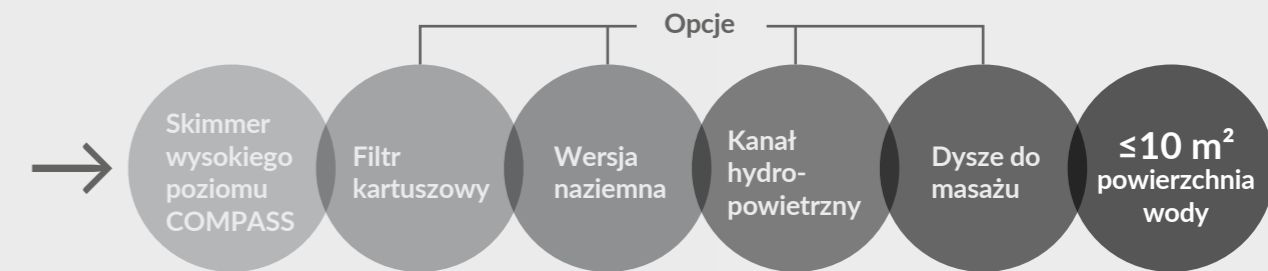 Opcje
Skimmer
wysokiego
poziomu
COMPASS
Filtr
kartuszowy
Wersja
naziemna
Kanał
hydro-
powietrzny
Dysze do
masażu
≤10 m²
powierzchnia
wody